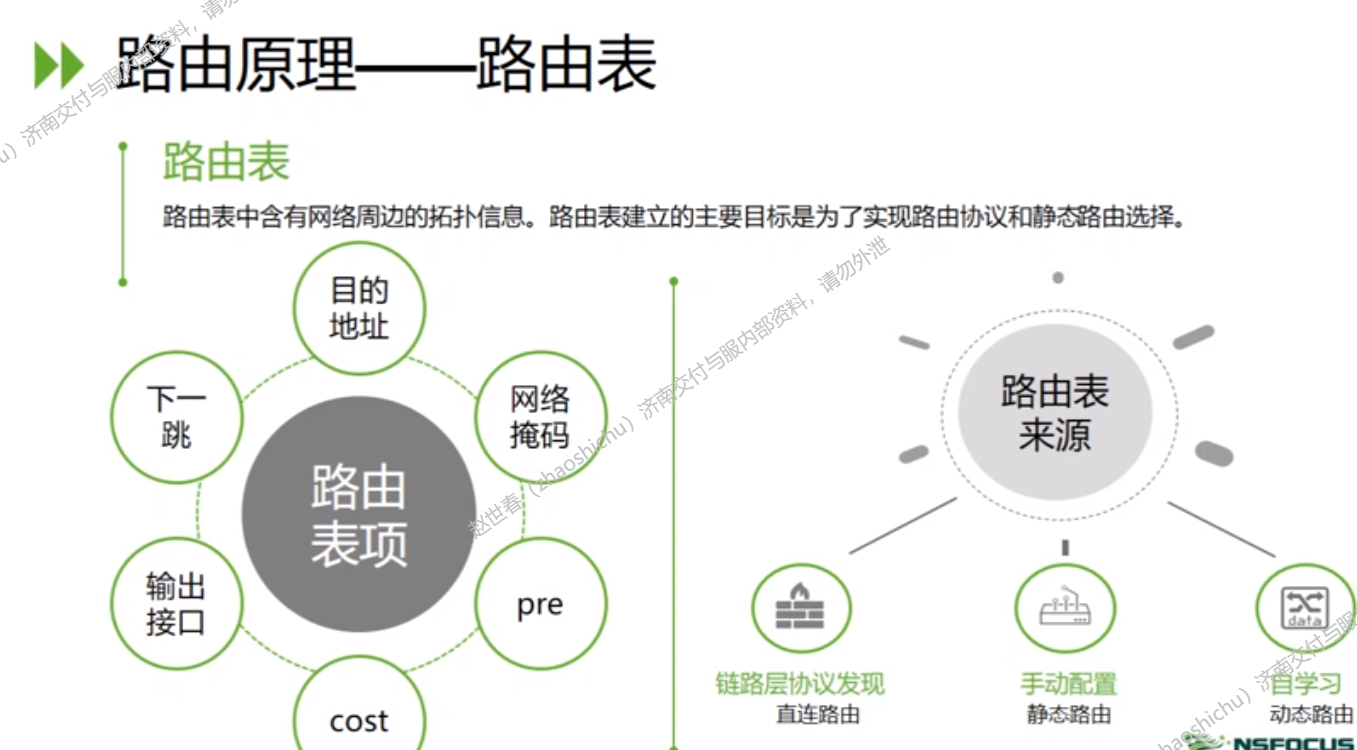 路由原理——路由表
路由表
路由表中含有网络周边的拓扑信息。路由表建立的主要目标是为了实现路由协议和静态路由选择。
目的
地址
下一
跳
网络
掩码
路由
表项
输出
接口
pre
cost
路由表
来源
链路层协议发现
直连路由
手动配置
静态路由
data
自学习
动态路由
NSFOCUS
赵世春（zhaoshichu）济南交付与服内部资料，请勿外泄
u）济南交付与服内部资料，请勿
haoshichu）济南交付与服